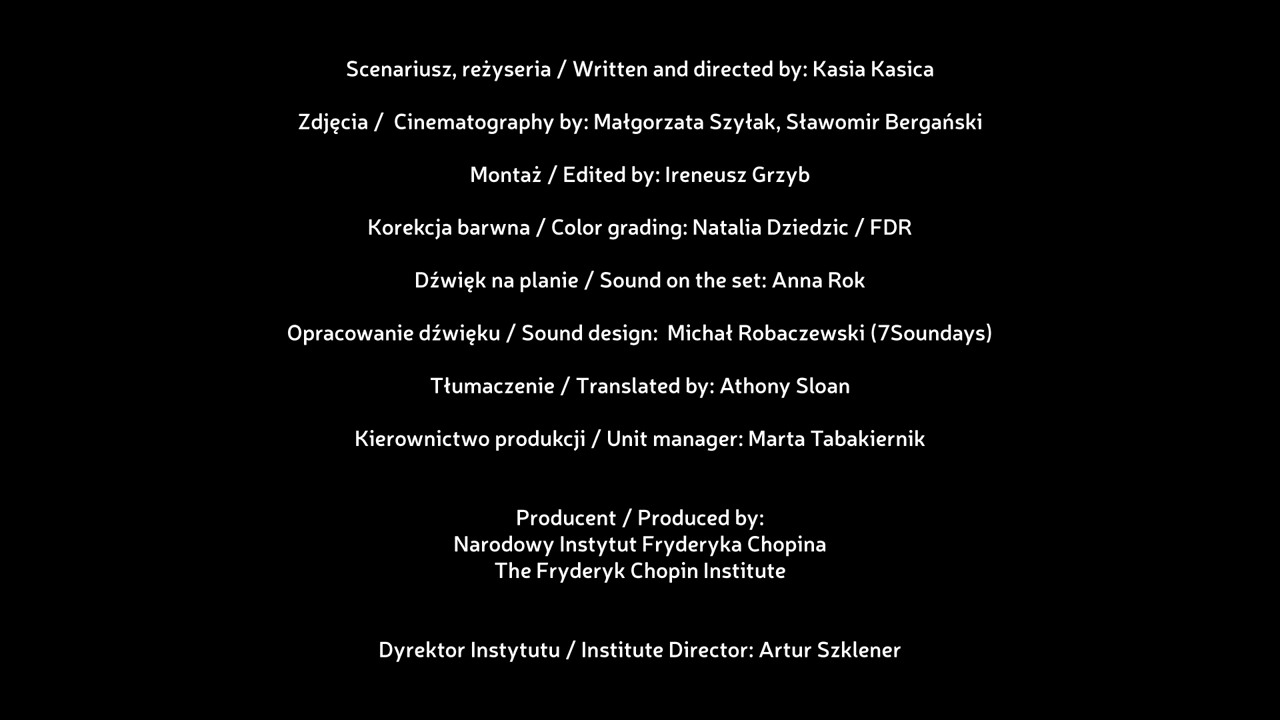 Scenariusz, reżyseria / Written and directed by: Kasia Kasica
Zdjęcia / Cinematography by: Małgorzata Szyłak, Sławomir Bergański
Montaż / Edited by: Ireneusz Grzyb
Korekcja barwna / Color grading: Natalia Dziedzic / FDR
Dźwięk na planie / Sound on the set: Anna Rok
Opracowanie dźwięku / Sound design: Michał Robaczewski (7Soundays)
Tłumaczenie / Translated by: Athony Sloan
Kierownictwo produkcji / Unit manager: Marta Tabakiernik
Producent / Produced by:
Narodowy Instytut Fryderyka Chopina
The Fryderyk Chopin Institute
Dyrektor Instytutu / Institute Director: Artur Szklener